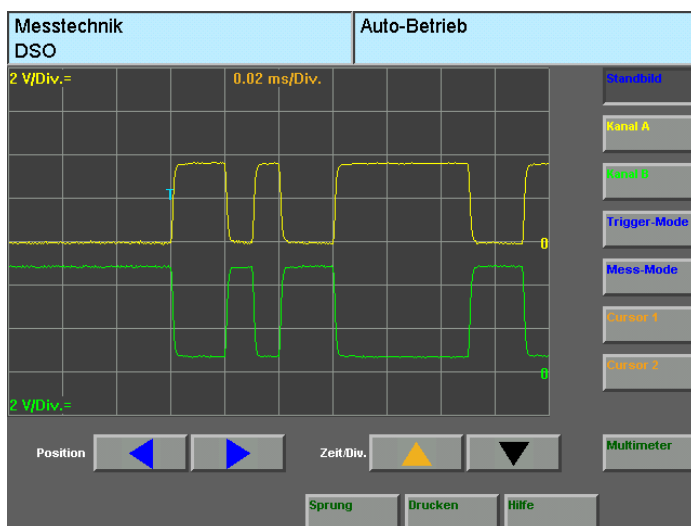 Messtechnik
DSO
Auto-Betrieb
2 V/Div.=
0.02 ms/Div.
T
0
0
2 V/Div.=
Standbild
Kanal A
Kanal B
Trigger-Mode
Mess-Mode
Cursor 1
Cursor 2
Multimeter
Position
Zeit/Div.
Sprung
Drucken
Hilfe